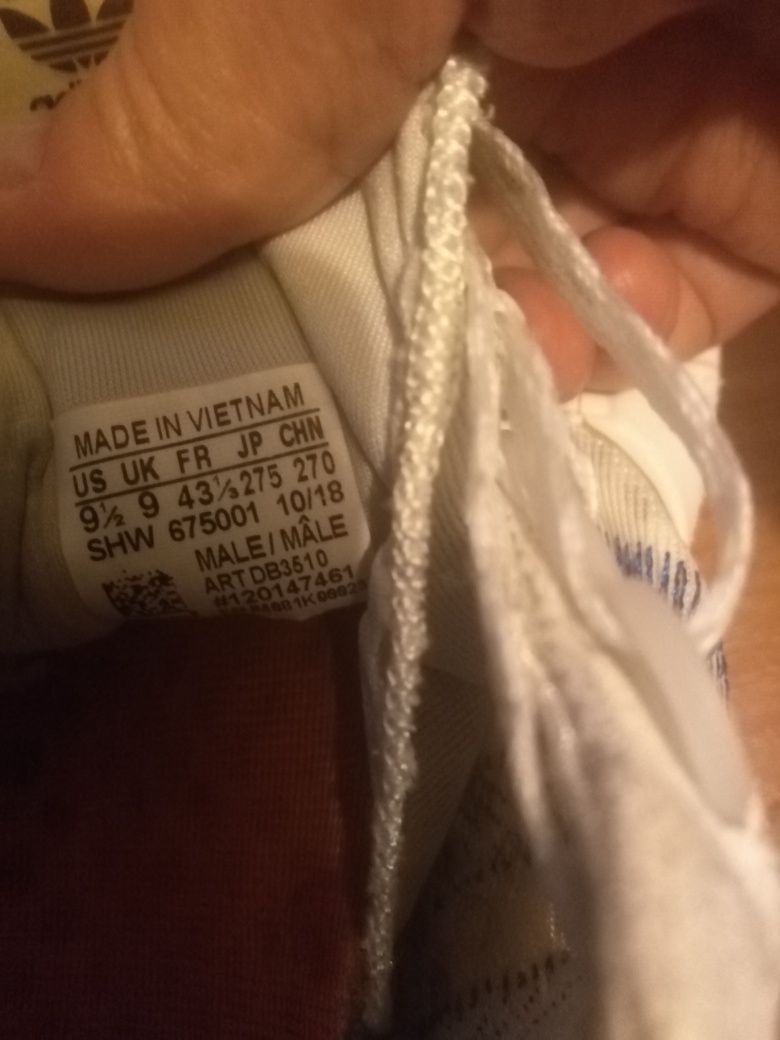 MADE IN VIETNAM
US UK FR JP CHN
9½ 9 43⅓ 275 270
SHW 675001 10/18
MALE / MÂLE
ART DB3510
#120147461